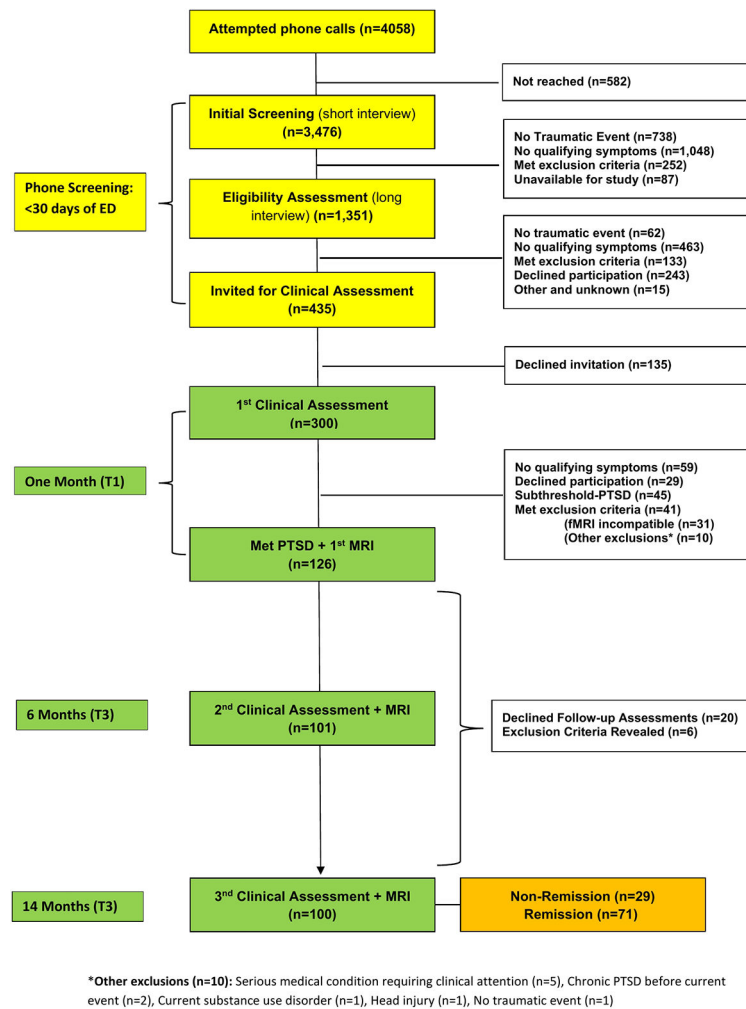 Attempted phone calls (n=4058)
Not reached (n=582)
Initial Screening (short interview)
(n=3,476)
No Traumatic Event (n=738)
No qualifying symptoms (n=1,048)
Met exclusion criteria (n=252)
Unavailable for study (n=87)
Phone Screening:
<30 days of ED
Eligibility Assessment (long
interview) (n=1,351)
No traumatic event (n=62)
No qualifying symptoms (n=463)
Met exclusion criteria (n=133)
Declined participation (n=243)
Other and unknown (n=15)
Invited for Clinical Assessment
(n=435)
Declined invitation (n=135)
1st Clinical Assessment
(n=300)
One Month (T1)
No qualifying symptoms (n=59)
Declined participation (n=29)
Subthreshold-PTSD (n=45)
Met exclusion criteria (n=41)
(fMRI incompatible (n=31)
(Other exclusions* (n=10)
Met PTSD + 1st MRI
(n=126)
6 Months (T3)
2nd Clinical Assessment + MRI
(n=101)
Declined Follow-up Assessments (n=20)
Exclusion Criteria Revealed (n=6)
14 Months (T3)
3nd Clinical Assessment + MRI
(n=100)
Non-Remission (n=29)
Remission (n=71)
*Other exclusions (n=10): Serious medical condition requiring clinical attention (n=5), Chronic PTSD before current
event (n=2), Current substance use disorder (n=1), Head injury (n=1), No traumatic event (n=1)